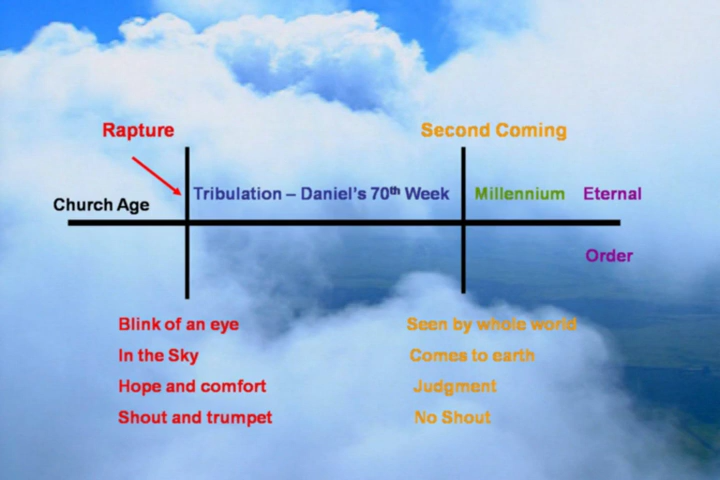 Rapture
Second Coming
Church Age
Tribulation – Daniel's 70th Week
Millennium
Eternal
Order
Blink of an eye
In the Sky
Hope and comfort
Shout and trumpet
Seen by whole world
Comes to earth
Judgment
No Shout